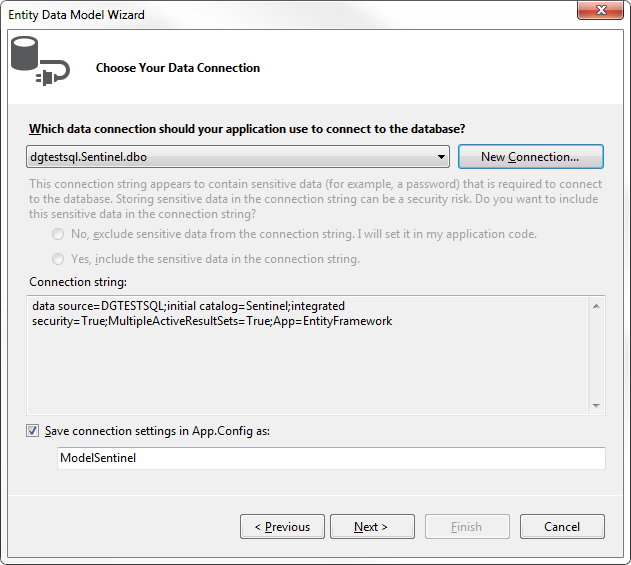 Entity Data Model Wizard
Choose Your Data Connection
Which data connection should your application use to connect to the database?
dgtestsql.Sentinel.dbo
New Connection...
This connection string appears to contain sensitive data (for example, a password) that is required to connect
to the database. Storing sensitive data in the connection string can be a security risk. Do you want to include
this sensitive data in the connection string?
No, exclude sensitive data from the connection string. I will set it in my application code.
Yes, include the sensitive data in the connection string.
Connection string:
data source=DGTESTSQL;initial catalog=Sentinel;integrated
security=True;MultipleActiveResultSets=True;App=EntityFramework
Save connection settings in App.Config as:
ModelSentinel
< Previous
Next >
Finish
Cancel